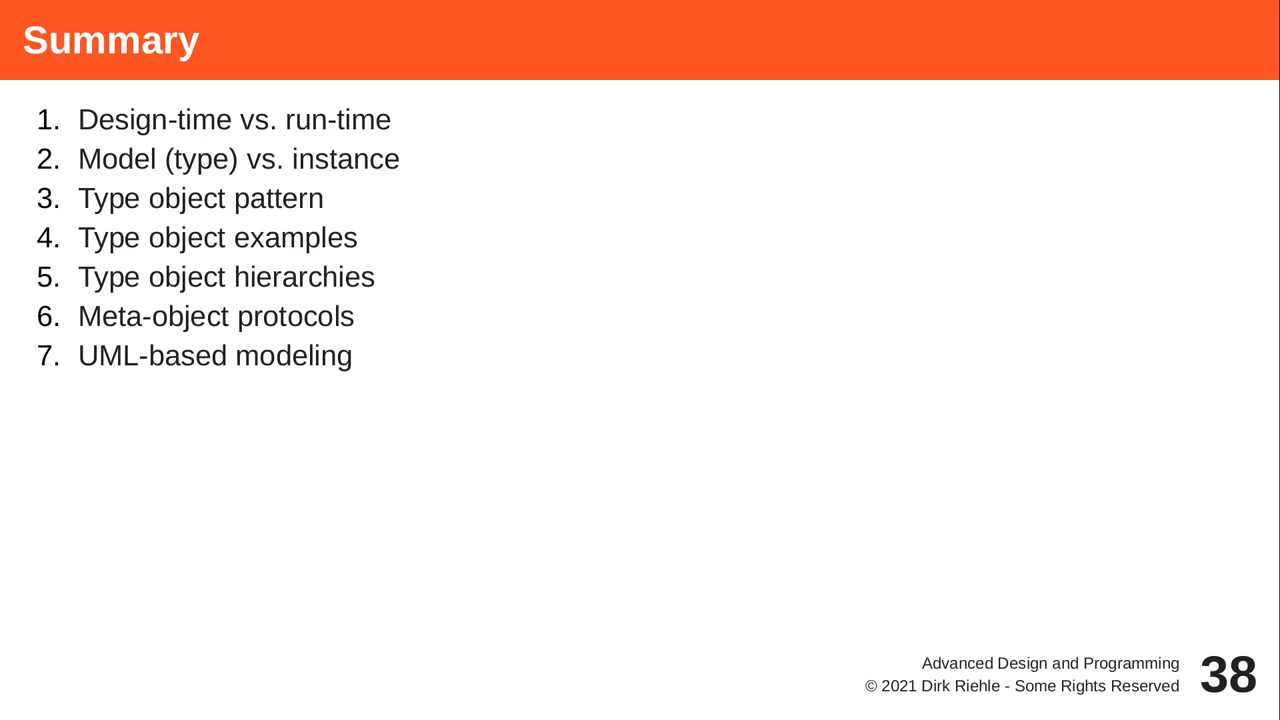 Summary
1. Design-time vs. run-time
2. Model (type) vs. instance
3. Type object pattern
4. Type object examples
5. Type object hierarchies
6. Meta-object protocols
7. UML-based modeling
Advanced Design and Programming
© 2021 Dirk Riehle - Some Rights Reserved
38